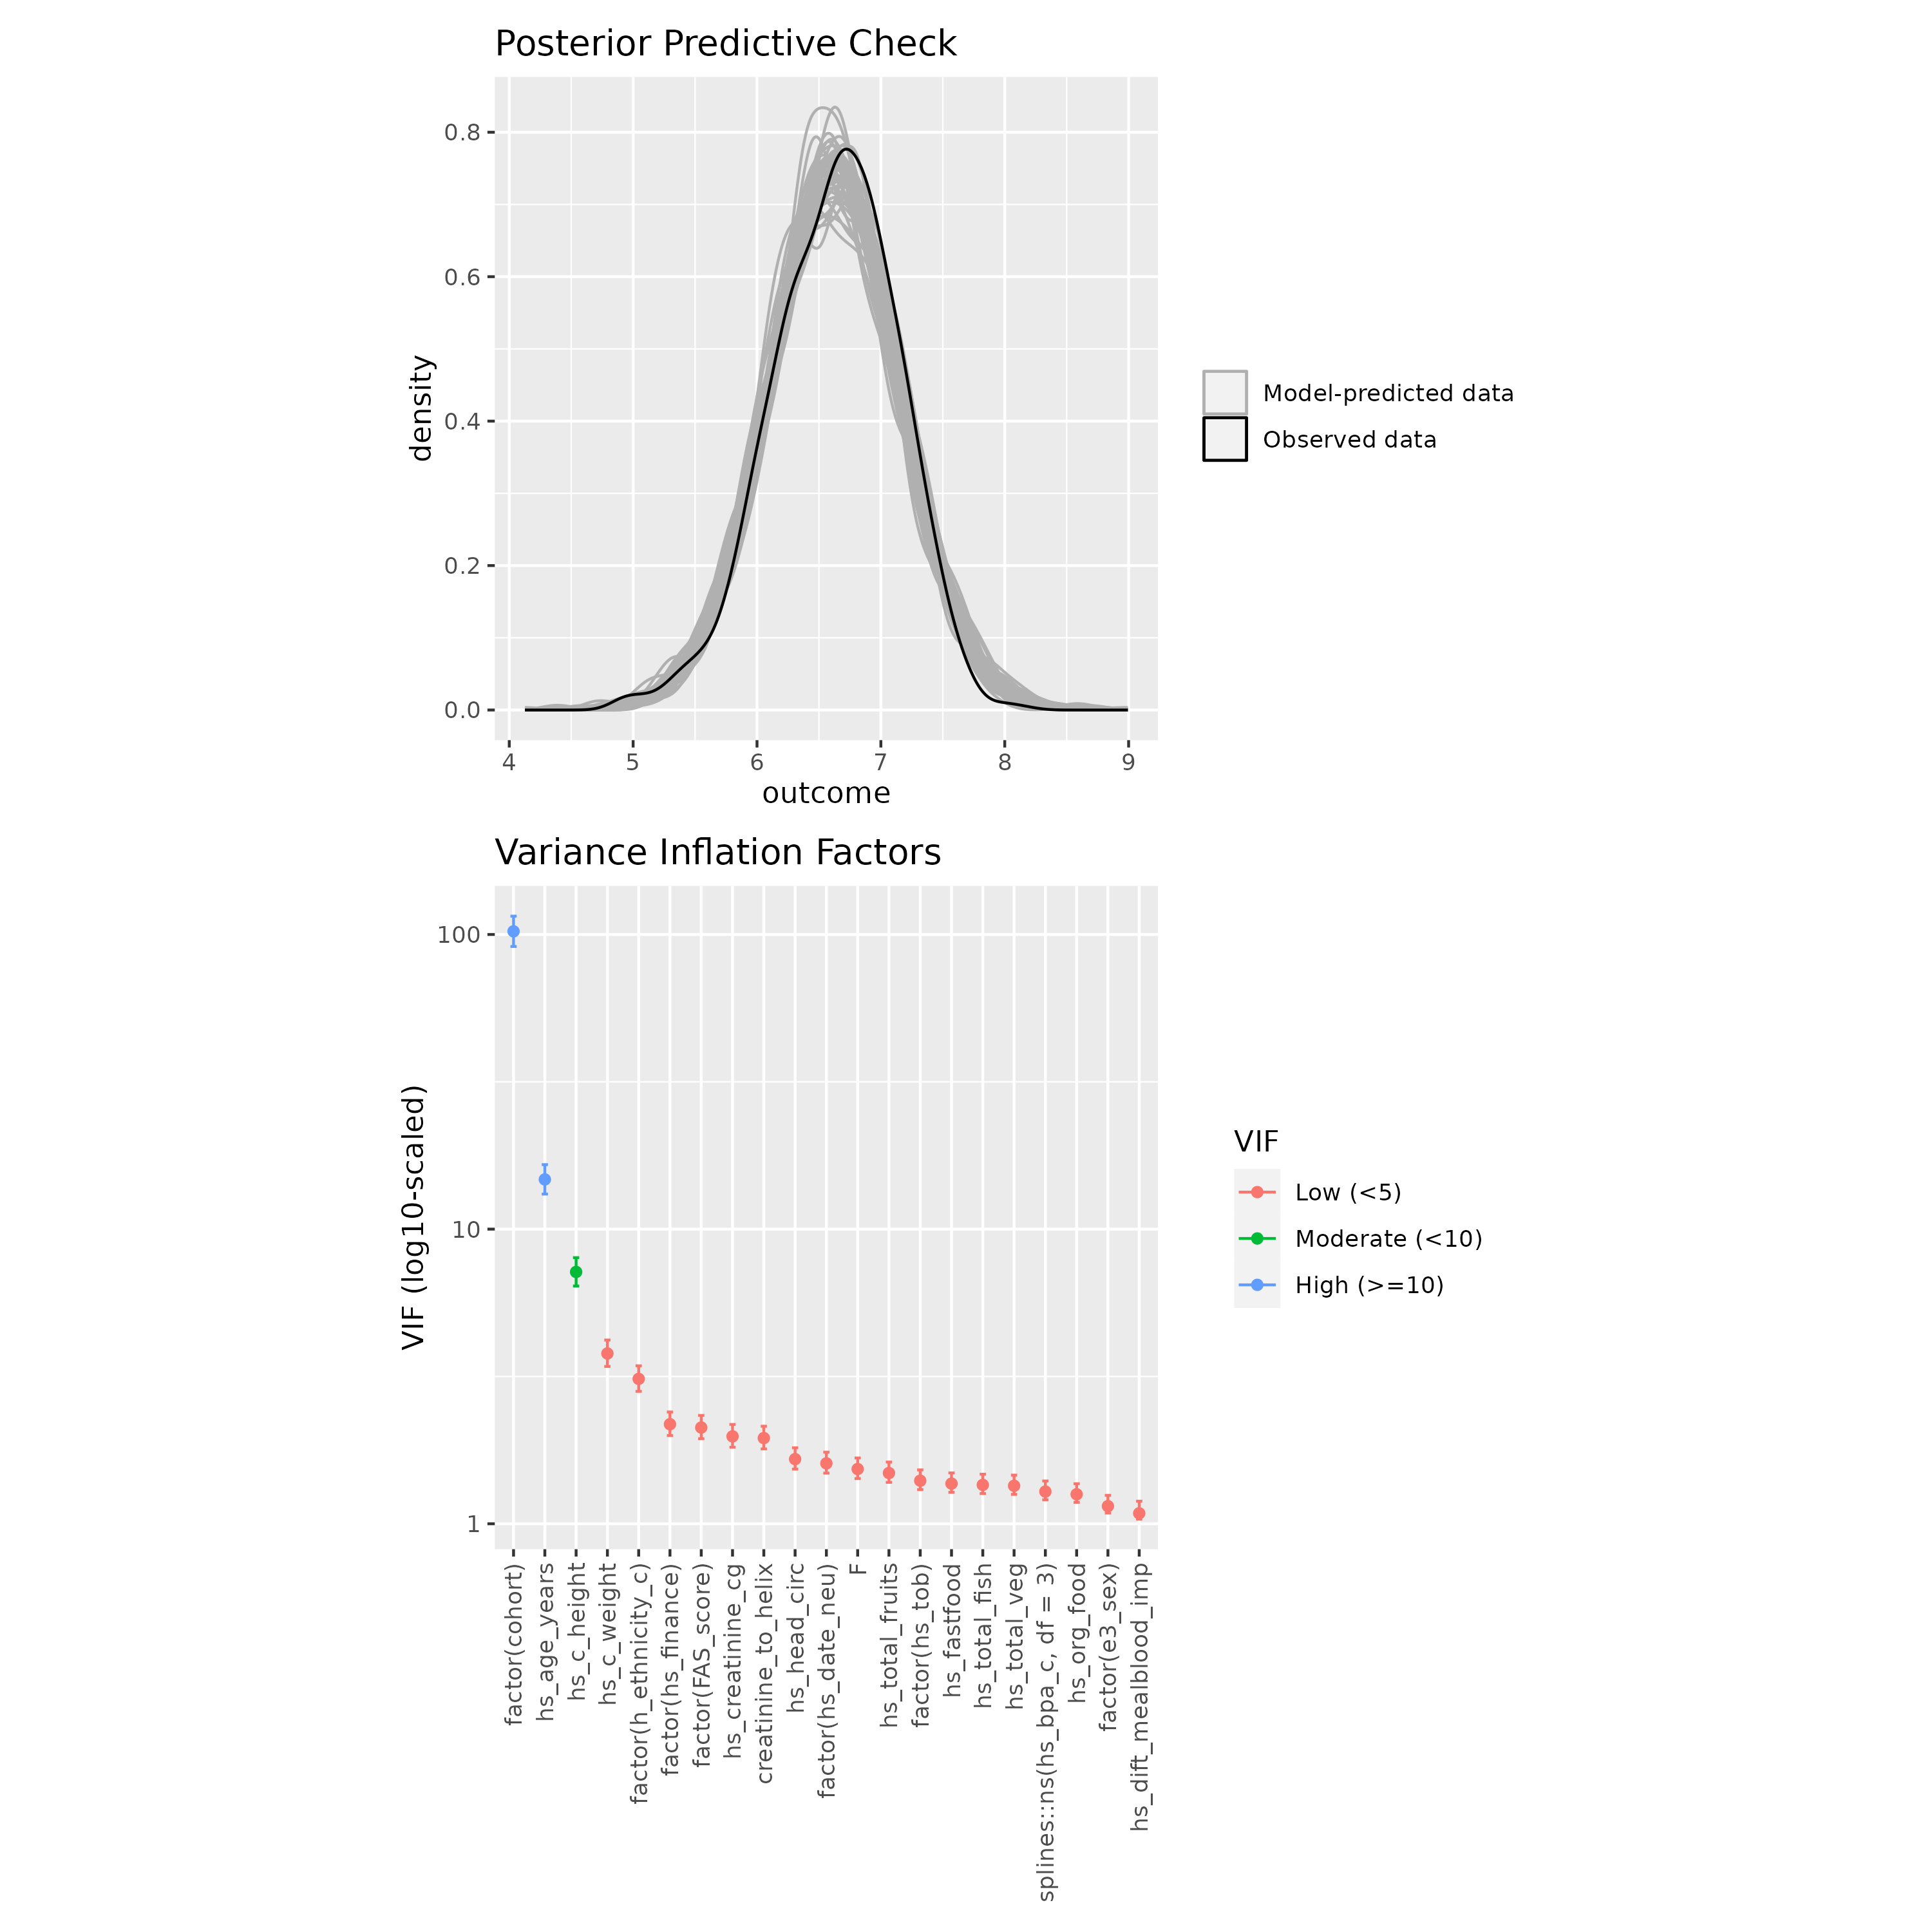 Posterior Predictive Check
density
0.8
0.6
0.4
0.2
0.0
4 5 6 7 8 9
outcome
Model-predicted data
Observed data
Variance Inflation Factors
VIF (log10-scaled)
100
10
1
factor(cohort)
hs_age_years
hs_c_height
hs_c_weight
factor(h_ethnicity_c)
factor(hs_finance)
factor(FAS_score)
hs_creatinine_cg
creatinine_to_helix
hs_head_circ
factor(hs_date_neu)
F
hs_total_fruits
factor(hs_tob)
hs_fastfood
hs_total_fish
hs_total_veg
splines::ns(hs_bpa_c, df = 3)
hs_org_food
factor(e3_sex)
hs_dift_mealblood_imp
VIF
Low (<5)
Moderate (<10)
High (>=10)